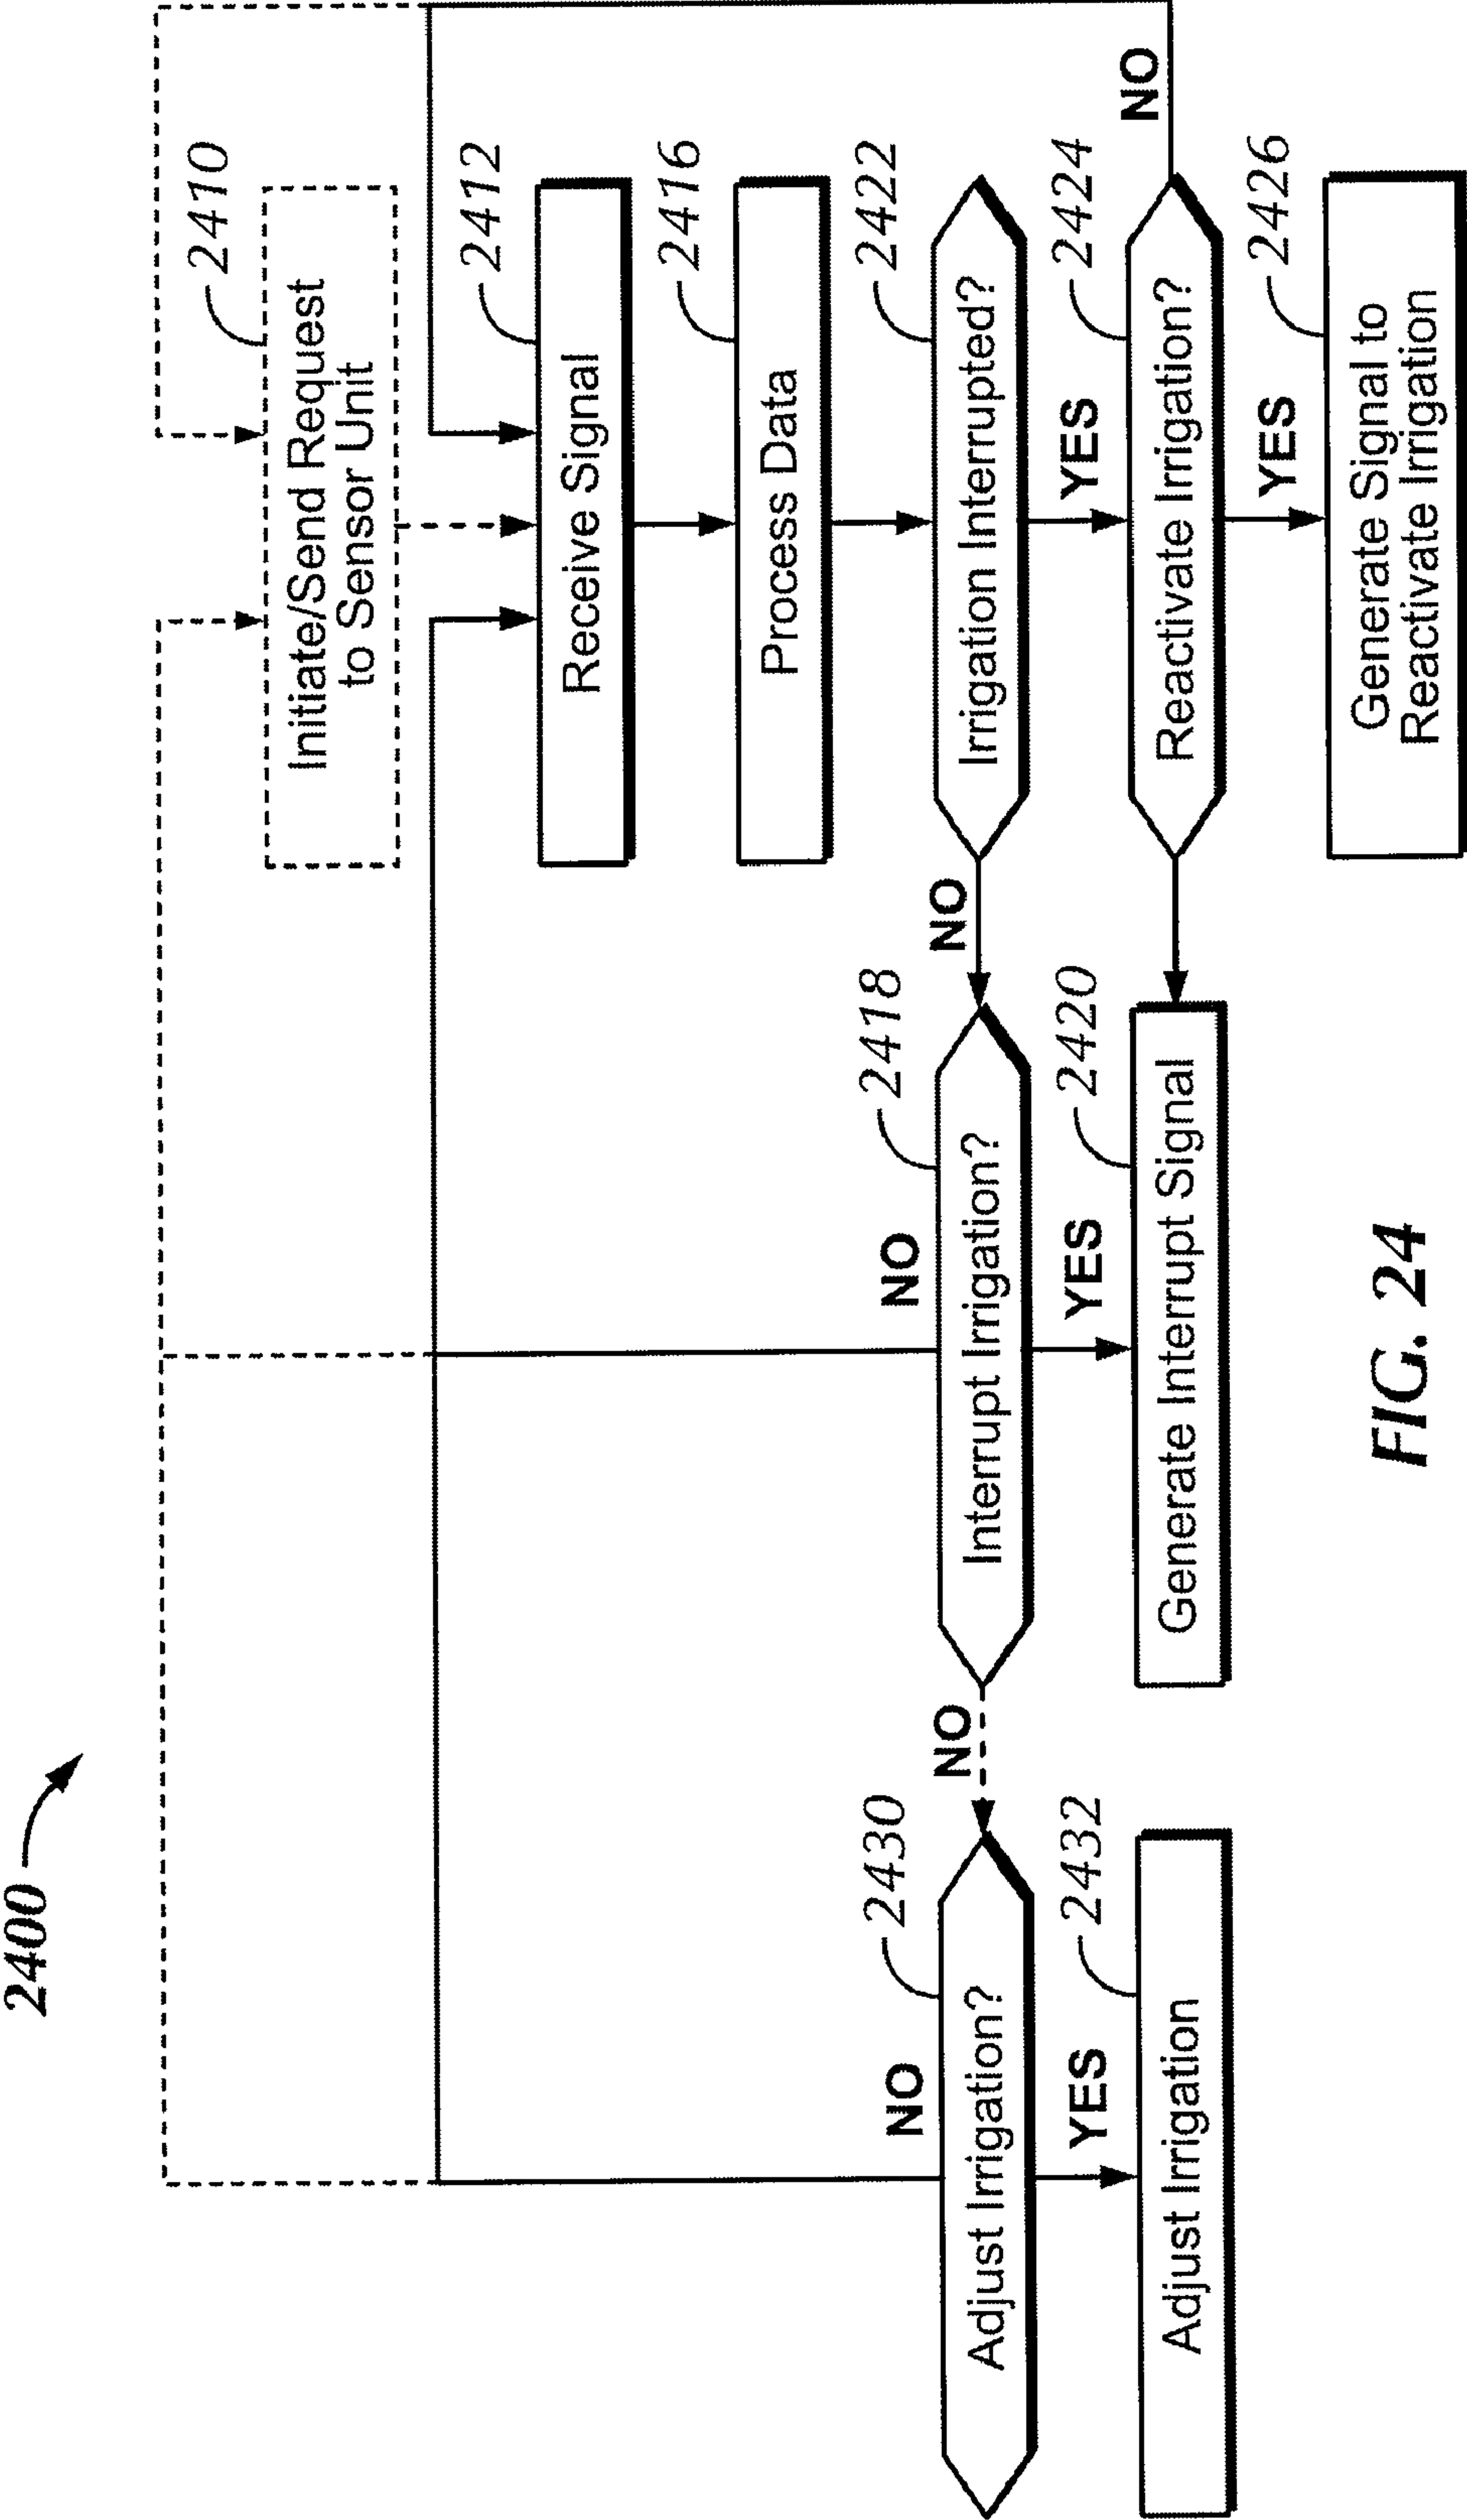 2400
2410
Initiate/Send Request
to Sensor Unit
2412
Receive Signal
2416
Process Data
2430
Adjust Irrigation?
NO
NO
2418
Interrupt Irrigation?
NO
NO
2422
Irrigation Interrupted?
YES
YES
YES
2432
Adjust Irrigation
2420
Generate Interrupt Signal
2424
Reactivate Irrigation?
NO
YES
2426
Generate Signal to
Reactivate Irrigation
FIG. 24